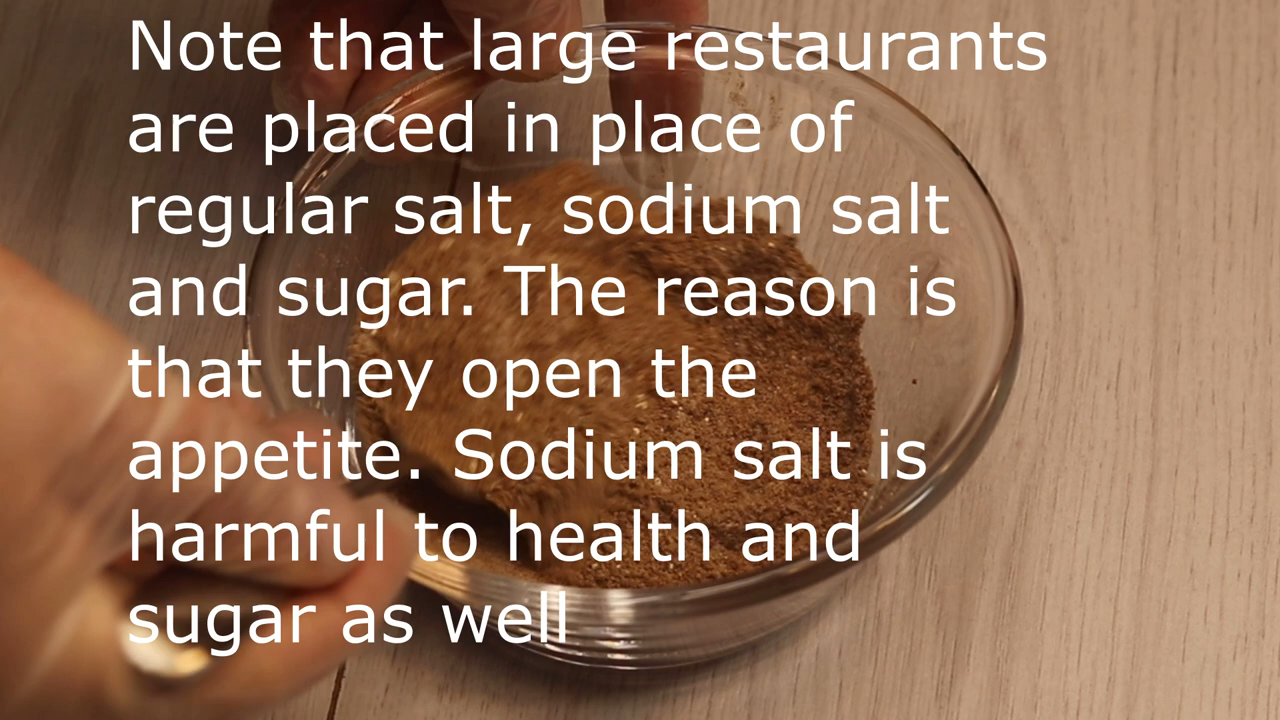 Note that large restaurants
are placed in place of
regular salt, sodium salt
and sugar. The reason is
that they open the
appetite. Sodium salt is
harmful to health and
sugar as well